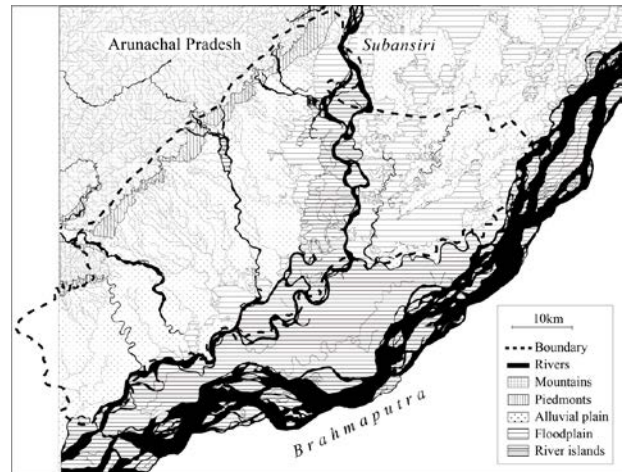 Arunachal Pradesh
Subansiri
10km
Boundary
Rivers
Mountains
Piedmonts
Alluvial plain
Floodplain
River islands
Brahmaputra